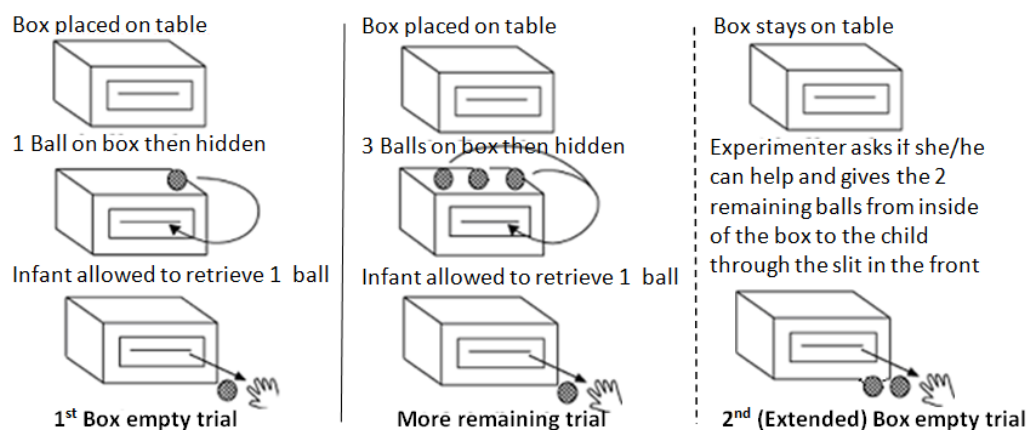 Box placed on table
1 Ball on box then hidden
Infant allowed to retrieve 1 ball
1st Box empty trial
Box placed on table
3 Balls on box then hidden
Infant allowed to retrieve 1 ball
More remaining trial
Box stays on table
Experimenter asks if she/he
can help and gives the 2
remaining balls from inside
of the box to the child
through the slit in the front
2nd (Extended) Box empty trial